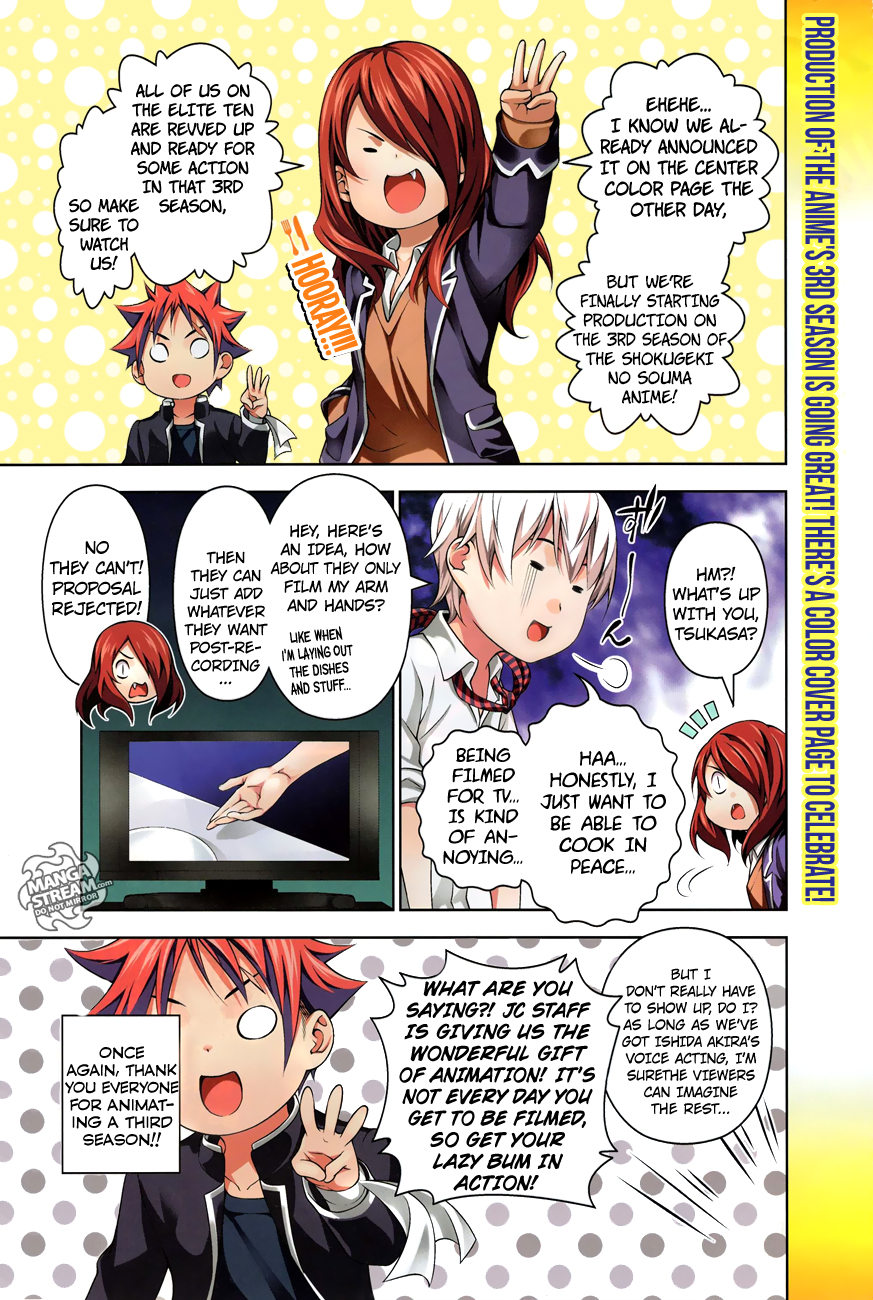 PRODUCTION OF THE ANIME'S 3RD SEASON IS GOING GREAT! THERE'S A COLOR COVER PAGE TO CELEBRATE!
EHEHE...
I KNOW WE AL-
READY ANNOUNCED
IT ON THE CENTER
COLOR PAGE THE
OTHER DAY,
BUT WE'RE
FINALLY STARTING
PRODUCTION ON
THE 3RD SEASON OF
THE SHOKUGEKI
NO SOUMA
ANIME!
ALL OF US ON
THE ELITE TEN
ARE REVVED UP
AND READY FOR
SOME ACTION
IN THAT 3RD
SEASON,
SO MAKE
SURE TO
WATCH
US!
HOORAY!!!...
HM?!
WHAT'S UP
WITH YOU,
TSUKASA?
ずーん
HAA...
HONESTLY, I
JUST WANT TO
BE ABLE TO
COOK IN
PEACE...
BEING
FILMED
FOR TV...
IS KIND
OF AN-
NOYING...
HEY, HERE'S
AN IDEA, HOW
ABOUT THEY ONLY
FILM MY ARM
AND HANDS?
LIKE WHEN
I'M LAYING OUT
THE DISHES
AND STUFF...
THEN
THEY CAN
JUST ADD
WHATEVER
THEY WANT
POST-RE-
CORDING
...
NO
THEY CAN'T!
PROPOSAL
REJECTED!
MANGA
STREAM.com
DO NOT MIRROR
BUT I
DON'T REALLY HAVE
TO SHOW UP, DO I?
AS LONG AS WE'VE
GOT ISHIDA AKIRA'S
VOICE ACTING, I'M
SURETHE VIEWERS
CAN IMAGINE
THE REST...
WHAT ARE YOU
SAYING?! JC STAFF
IS GIVING US THE
WONDERFUL GIFT
OF ANIMATION! IT'S
NOT EVERY DAY YOU
GET TO BE FILMED,
SO GET YOUR
LAZY BUM IN
ACTION!
ONCE
AGAIN, THANK
YOU EVERYONE
FOR ANIMAT-
ING A THIRD
SEASON!!